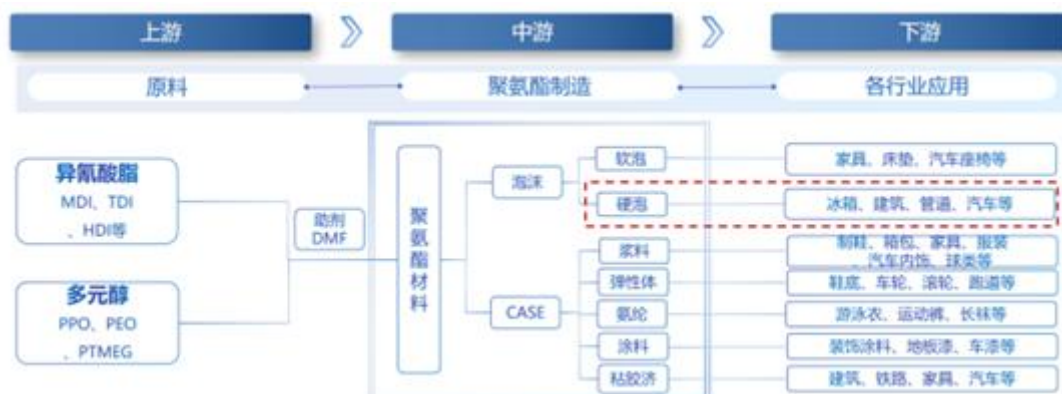 上游
中游
下游
原料
聚氨酯制造
各行业应用
异氰酸脂
MDI、TDI
、HDI等
多元醇
PPO、PEO
、PTMEG
助剂
DMF
聚氨酯材料
泡沫
软泡
家具、床垫、汽车座椅等
硬泡
冰箱、建筑、管道、汽车等
CASE
浆料
制鞋、箱包、家具、服装
、汽车内饰、球类等
弹性体
鞋底、车轮、滚轮、跑道等
氨纶
游泳衣、运动裤、长袜等
涂料
装饰涂料、地板漆、车漆等
粘胶济
建筑、铁路、家具、汽车等